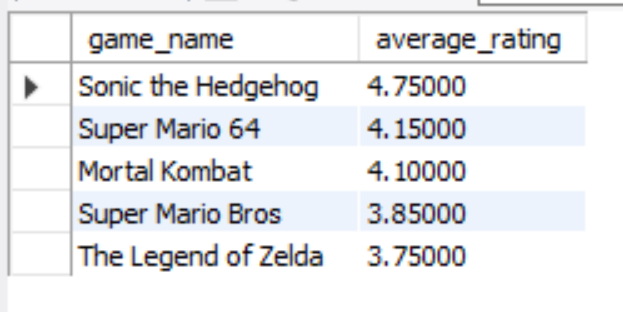 game_name average_rating
Sonic the Hedgehog 4.75000
Super Mario 64 4.15000
Mortal Kombat 4.10000
Super Mario Bros 3.85000
The Legend of Zelda 3.75000